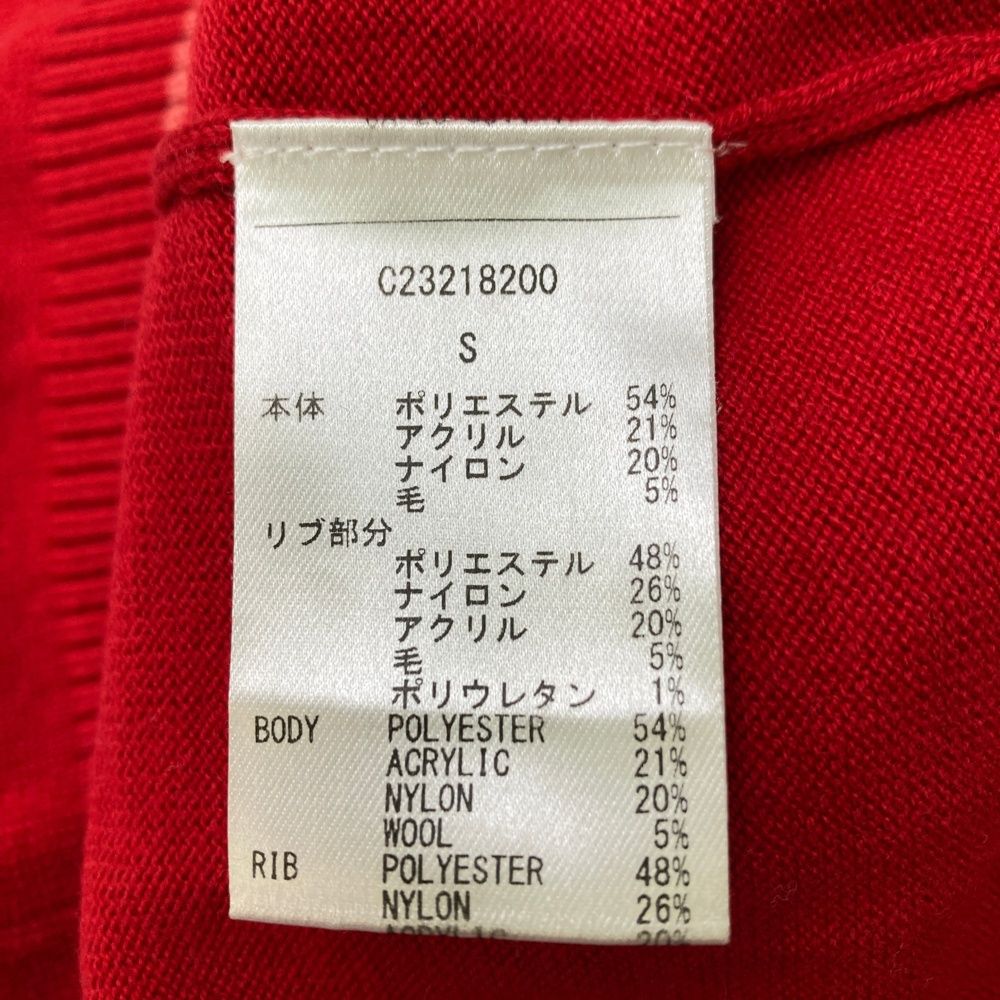 C23218200
S
本体 ポリエステル 54%
アクリル 21%
ナイロン 20%
毛 5%
リブ部分
ポリエステル 48%
ナイロン 26%
アクリル 20%
毛 5%
ポリウレタン 1%
BODY POLYESTER 54%
ACRYLIC 21%
NYLON 20%
WOOL 5%
RIB POLYESTER 48%
NYLON 26%
ACRYLIC 20%